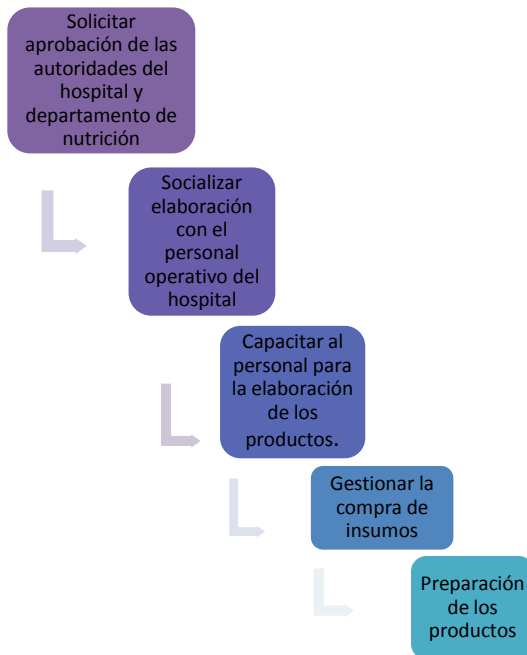 Solicitar
aprobación de las
autoridades del
hospital y
departamento de
nutrición
Socializar
elaboración
con el
personal
operativo del
hospital
Capacitar al
personal para
la elaboración
de los
productos.
Gestionar la
compra de
insumos
Preparación
de los
productos